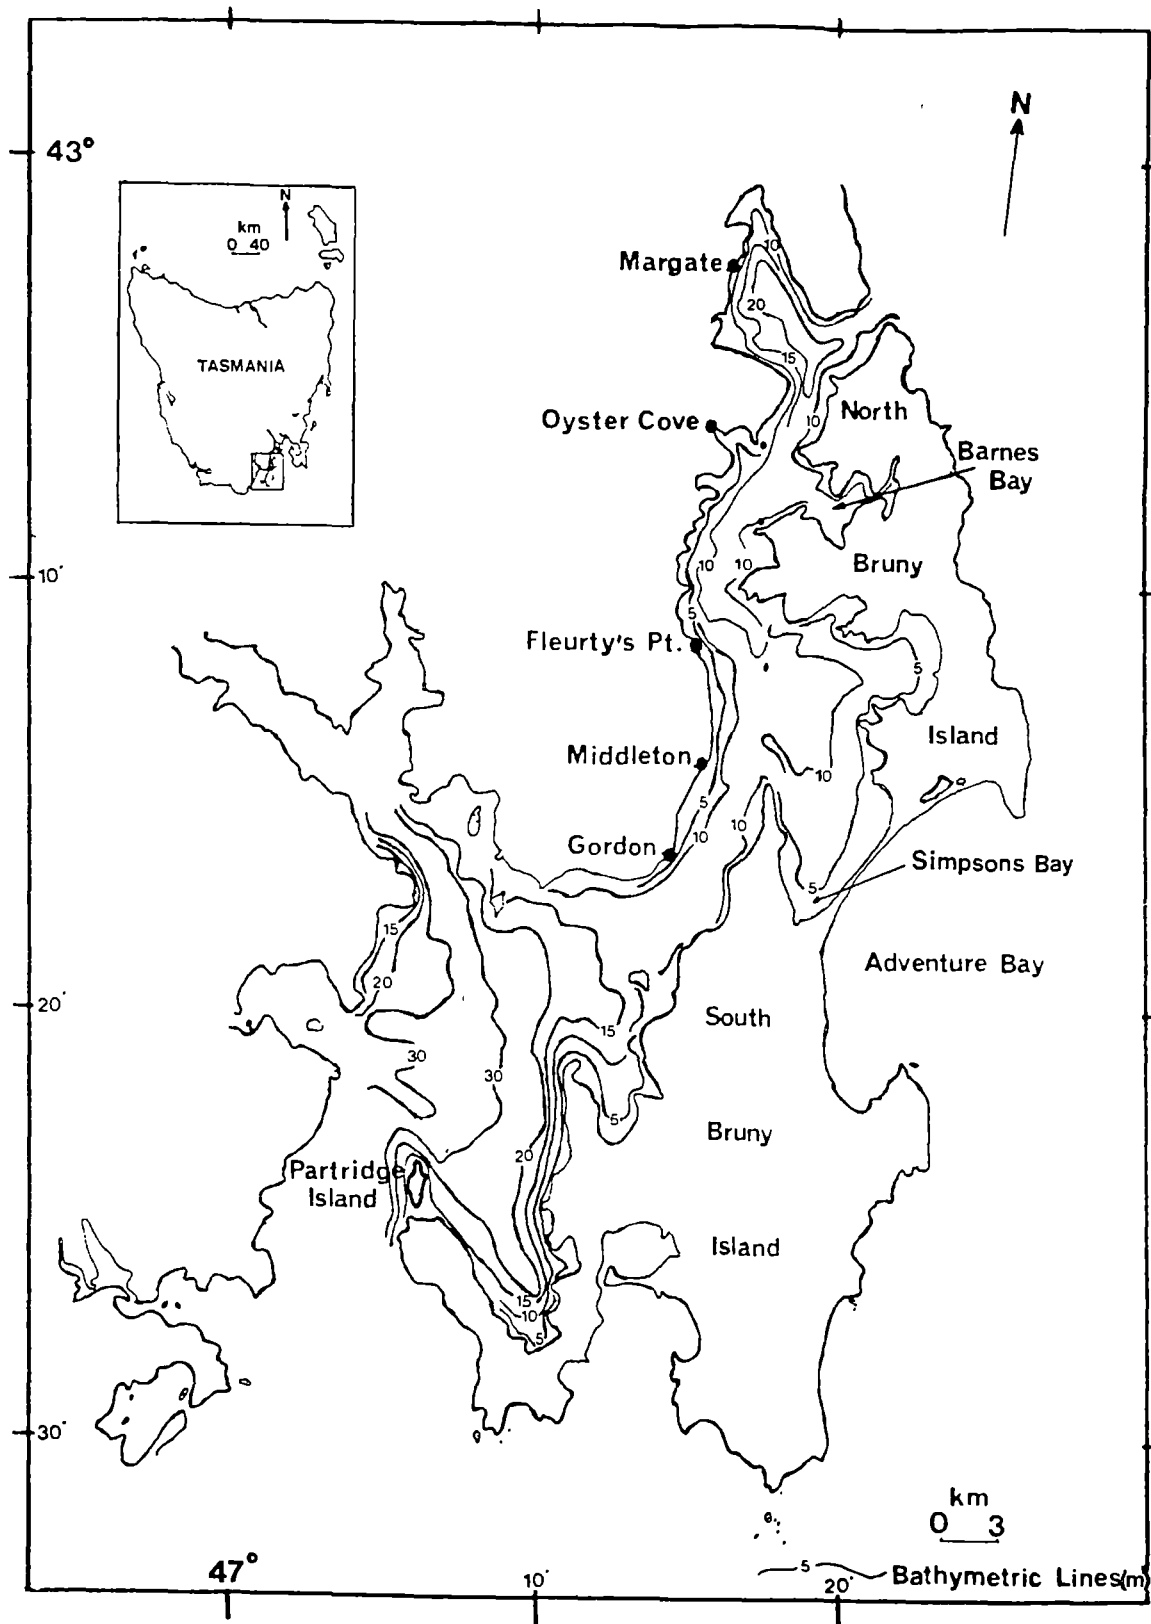 N
43°
N
km
0 40
TASMANIA
10
Margate
20
15
10
North
Oyster Cove
Barnes
Bay
10
10
Bruny
10'
5
Fleurty's Pt.
5
Island
Middleton
10
5
10
10
Gordon
Simpsons Bay
5
15
Adventure Bay
20
20'
South
15
30
30
5
Bruny
20
Partridge
Island
Island
15
10
5
30'
km
0 3
47°
10'
20'
5
Bathymetric Lines(m)